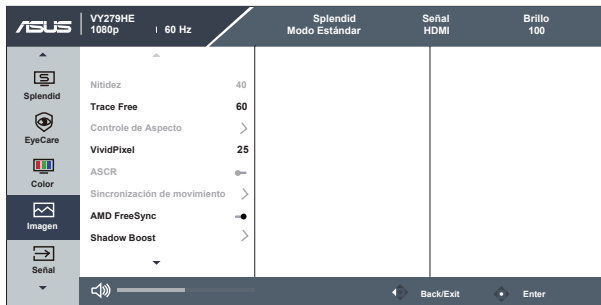 ASUS
VY279HE
1080p 60 Hz
Splendid
Modo Estándar
Señal
HDMI
Brillo
100
Splendid
EyeCare
Color
Imagen
Señal
Nitidez 40
Trace Free 60
Controle de Aspecto
VividPixel 25
ASCR
Sincronización de movimiento
AMD FreeSync
Shadow Boost
Back/Exit
Enter